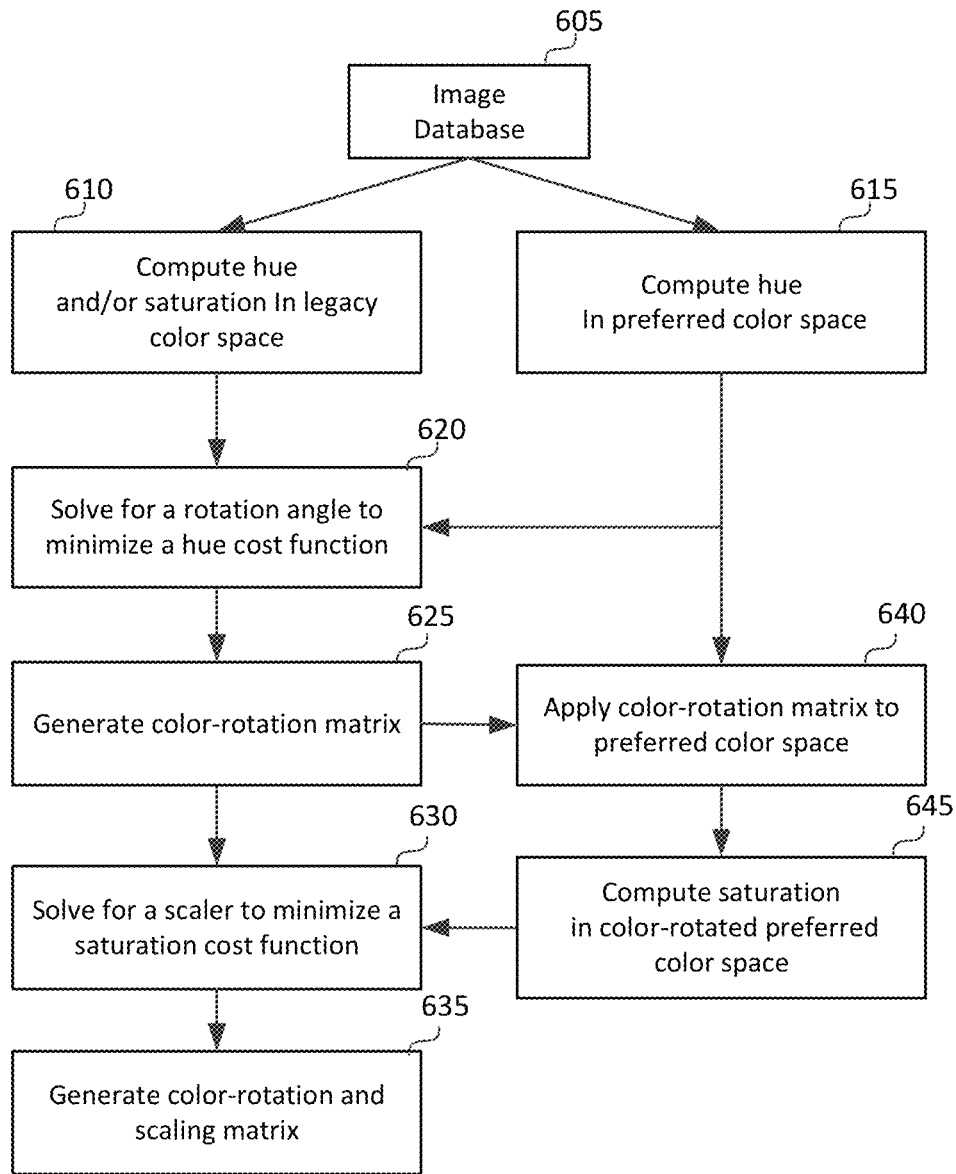 605
Image
Database
610
Compute hue
and/or saturation In legacy
color space
615
Compute hue
In preferred color space
620
Solve for a rotation angle to
minimize a hue cost function
625
Generate color-rotation matrix
640
Apply color-rotation matrix to
preferred color space
630
Solve for a scaler to minimize a
saturation cost function
645
Compute saturation
in color-rotated preferred
color space
635
Generate color-rotation and
scaling matrix